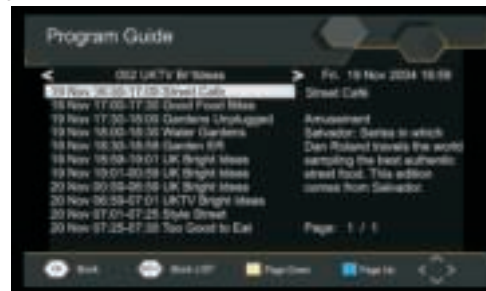 Program Guide
< 052 UKTV Br'Ideas > Fri, 19 Nov 2004 16:59
19 Nov 16:30-17:00 Street Café
19 Nov 17:00-17:30 Good Food Bites
19 Nov 17:30-18:00 Gardens Unplugged
19 Nov 18:00-18:30 Water Gardens
19 Nov 18:30-18:59 Garden ER
19 Nov 18:59-19:01 UK Bright Ideas
19 Nov 19:01-00:59 UK Bright Ideas
20 Nov 00:59-06:59 UK Bright Ideas
20 Nov 06:59-07:01 UKTV Bright Ideas
20 Nov 07:01-07:25 Style Street
20 Nov 07:25-07:30 Too Good to Eat
Street Café
Amusement
Salvador: Series in which
Dan Roland travels the world
sampling the best authentic
street food. This edition
comes from Salvador.
Page: 1 / 1
Book Book LIST Page Down Page Up